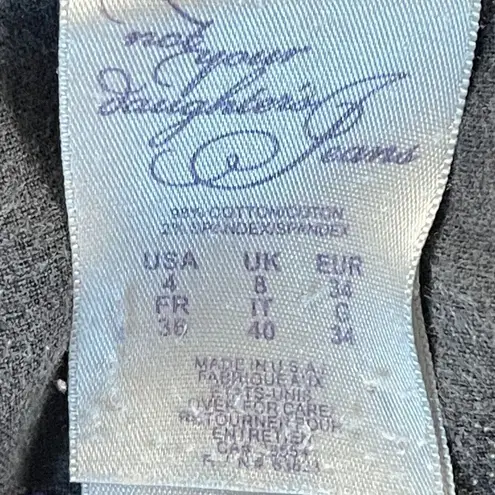 not
your
daughter's
Jeans
98% COTTON/COTON
2% SPANDEX/SPANDEX
USA UK EUR
4 8 34
FR IT G
36 40 34
MADE IN U.S.A./
FABRIQUE AUX
ETS-UNIS
OVER FOR CARE/
RETOURNER POUR
ENTRETIEN